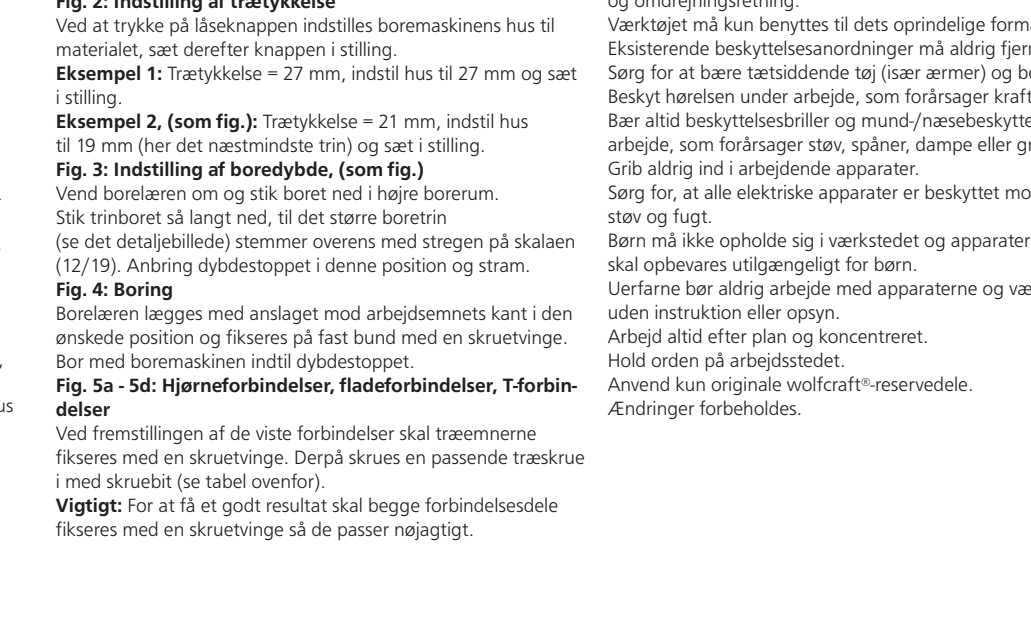 Fig. 2: Indstilling af trætykkelse
Ved at trykke på låseknappen indstilles boremaskinens hus til
materialet, sæt derefter knappen i stilling.
Eksempel 1: Trætykkelse = 27 mm, indstil hus til 27 mm og sæt
i stilling.
Eksempel 2, (som fig.): Trætykkelse = 21 mm, indstil hus
til 19 mm (her det næstmindste trin) og sæt i stilling.
Fig. 3: Indstilling af boredybde, (som fig.)
Vend borelæren om og stik boret ned i højre borerum.
Stik trinboret så langt ned, til det større boretrin
(se det detaljebillede) stemmer overens med stregen på skalaen
(12/19). Anbring dybdestoppet i denne position og stram.
Fig. 4: Boring
Borelæren lægges med anslaget mod arbejdsemnets kant i den
ønskede position og fikseres på fast bund med en skruetvinge.
Bor med boremaskinen indtil dybdestoppet.
Fig. 5a - 5d: Hjørneforbindelser, fladeforbindelser, T-forbin-
delser
Ved fremstillingen af de viste forbindelser skal træemnerne
fikseres med en skruetvinge. Derpå skrues en passende træskrue
i med skruebit (se tabel ovenfor).
Vigtigt: For at få et godt resultat skal begge forbindelsesdele
fikseres med en skruetvinge så de passer nøjagtigt.
og omdrejningsretning.
Værktøjet må kun benyttes til dets oprindelige
Eksisterende beskyttelsesanordninger må aldrig
Sørg for at bære tætsiddende tøj (især ærmer) og
Beskyt hørelsen under arbejde, som forårsager
Bær altid beskyttelsesbriller og
arbejde, som forårsager støv, spåner, dampe eller
Grib aldrig ind i arbejdende apparater.
Sørg for, at alle elektriske apparater er beskyttet
støv og fugt.
Børn må ikke opholde sig i værkstedet og apparater
skal opbevares utilgængeligt for børn.
Uerfarne bør aldrig arbejde med apparaterne og
uden instruktion eller opsyn.
Arbejd altid efter plan og koncentreret.
Hold orden på arbejdsstedet.
Anvend kun originale wolfcraft®-reservedele.
Ændringer forbeholdes.